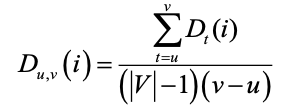 D_{u,v}(i) = \frac{\sum_{t=u}^{v} D_t(i)}{(|V|-1)(v-u)}